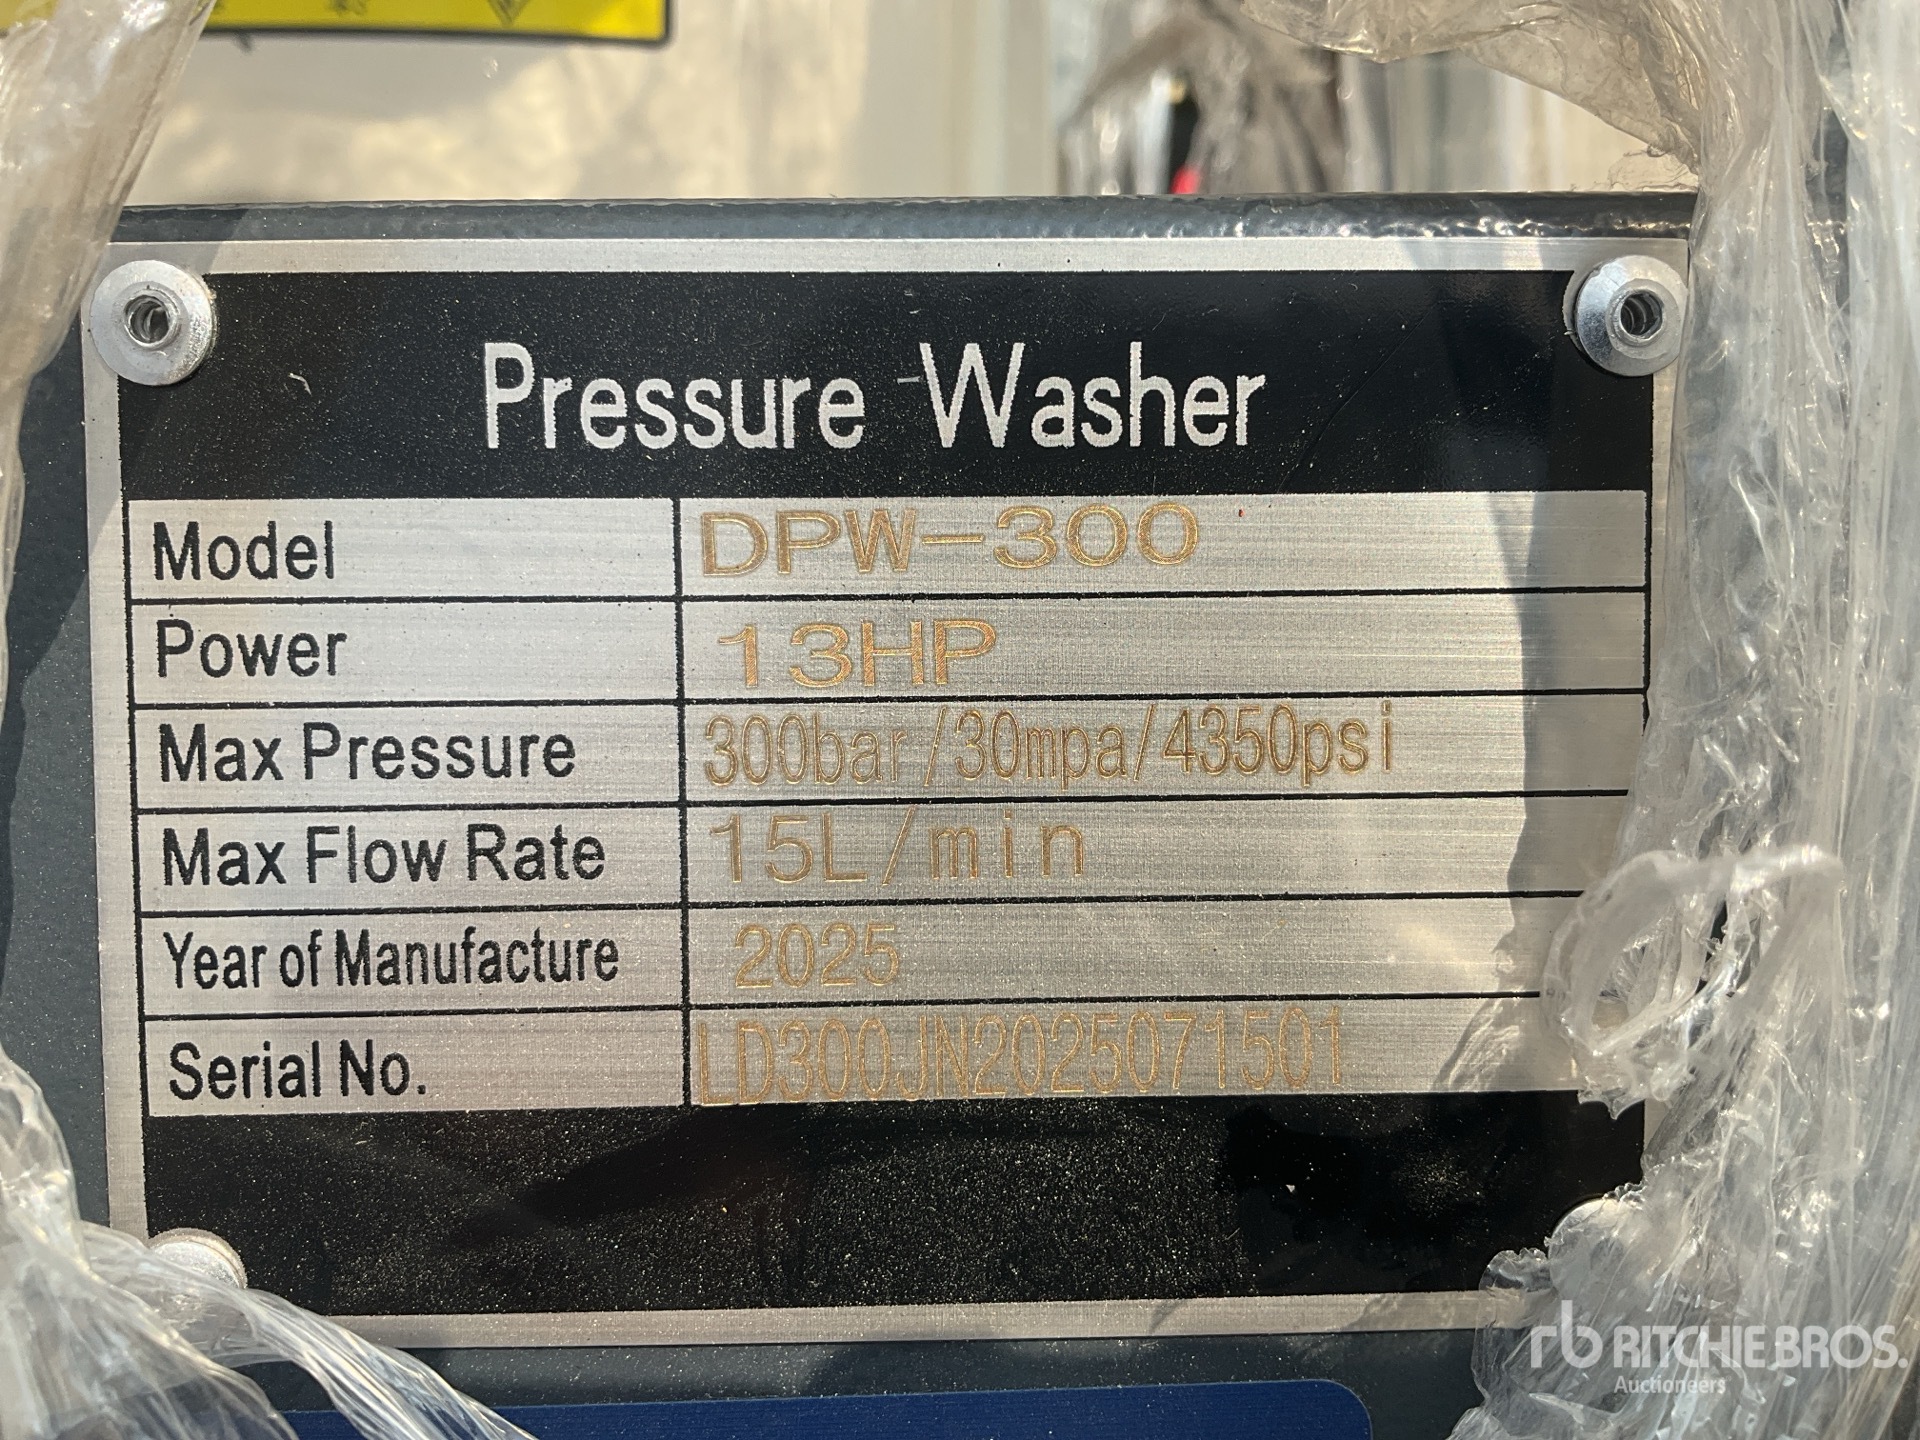 Pressure Washer
Model DPW-300
Power 13HP
Max Pressure 300bar/30mpa/4350psi
Max Flow Rate 15L/min
Year of Manufacture 2025
Serial No. LD300JN2025071501
rb RITCHIE BROS.
Auctioneers